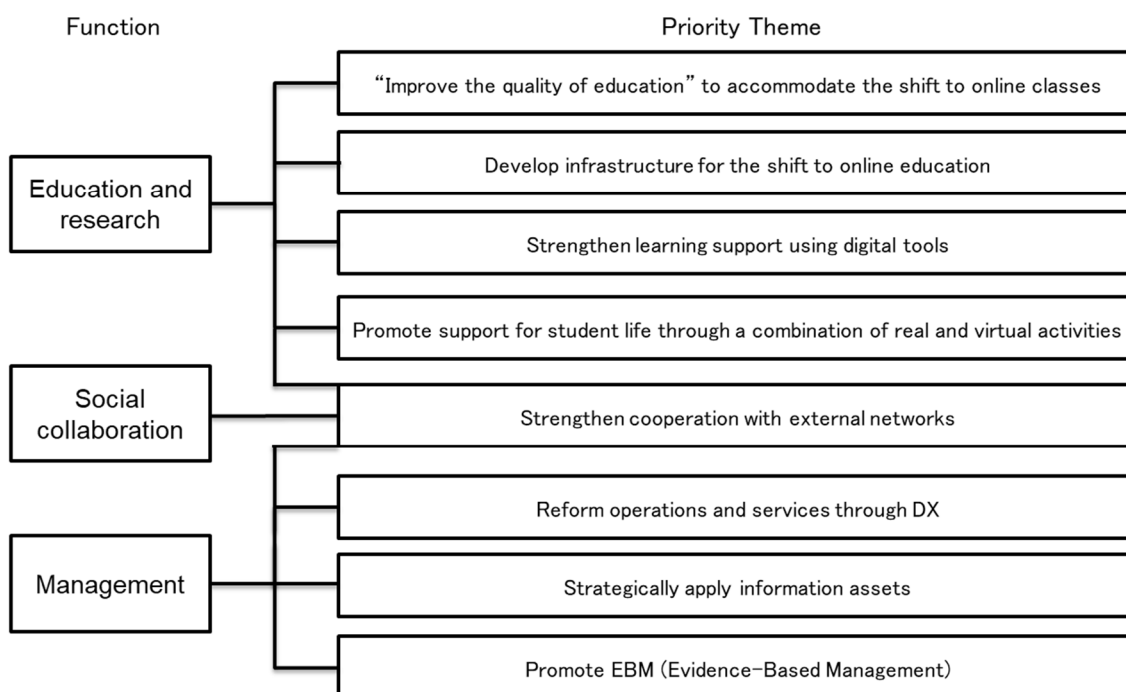 Function
Priority Theme
“Improve the quality of education” to accommodate the shift to online classes
Develop infrastructure for the shift to online education
Education and
research
Strengthen learning support using digital tools
Promote support for student life through a combination of real and virtual activities
Social
collaboration
Strengthen cooperation with external networks
Reform operations and services through DX
Management
Strategically apply information assets
Promote EBM (Evidence-Based Management)